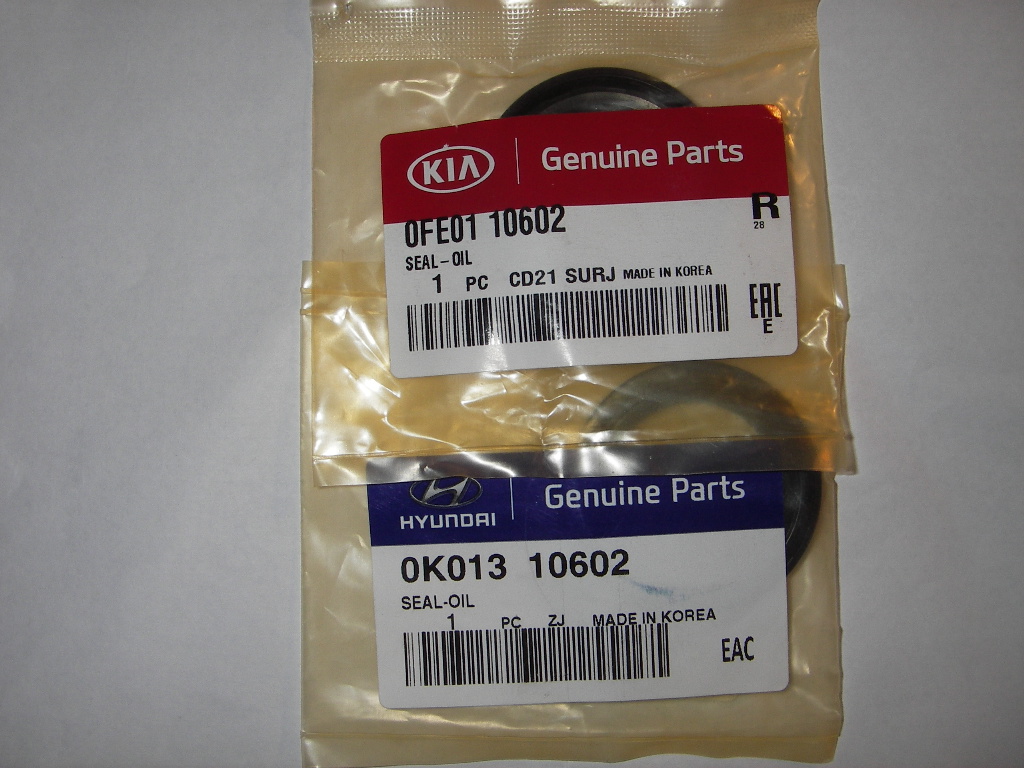 KIA Genuine Parts
0FE01 10602 R
28
SEAL-OIL
1 PC CD21 SURJ MADE IN KOREA
EAC
E
HYUNDAI Genuine Parts
0K013 10602
SEAL-OIL
1 PC ZJ MADE IN KOREA
EAC